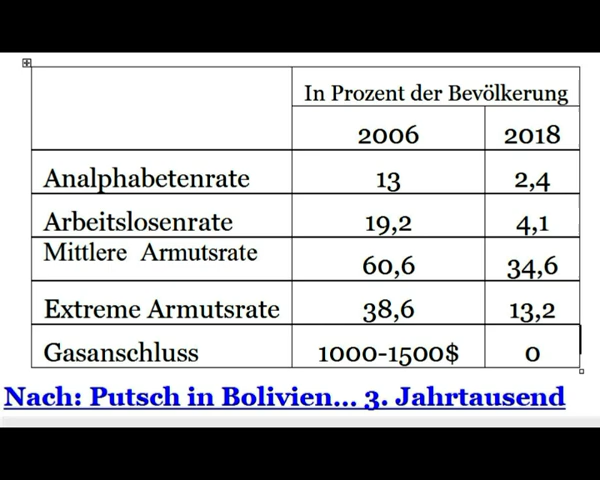 In Prozent der Bevölkerung
2006 2018
Analphabetenrate 13 2,4
Arbeitslosenrate 19,2 4,1
Mittlere Armutsrate 60,6 34,6
Extreme Armutsrate 38,6 13,2
Gasanschluss 1000-1500$ 0
Nach: Putsch in Bolivien... 3. Jahrtausend